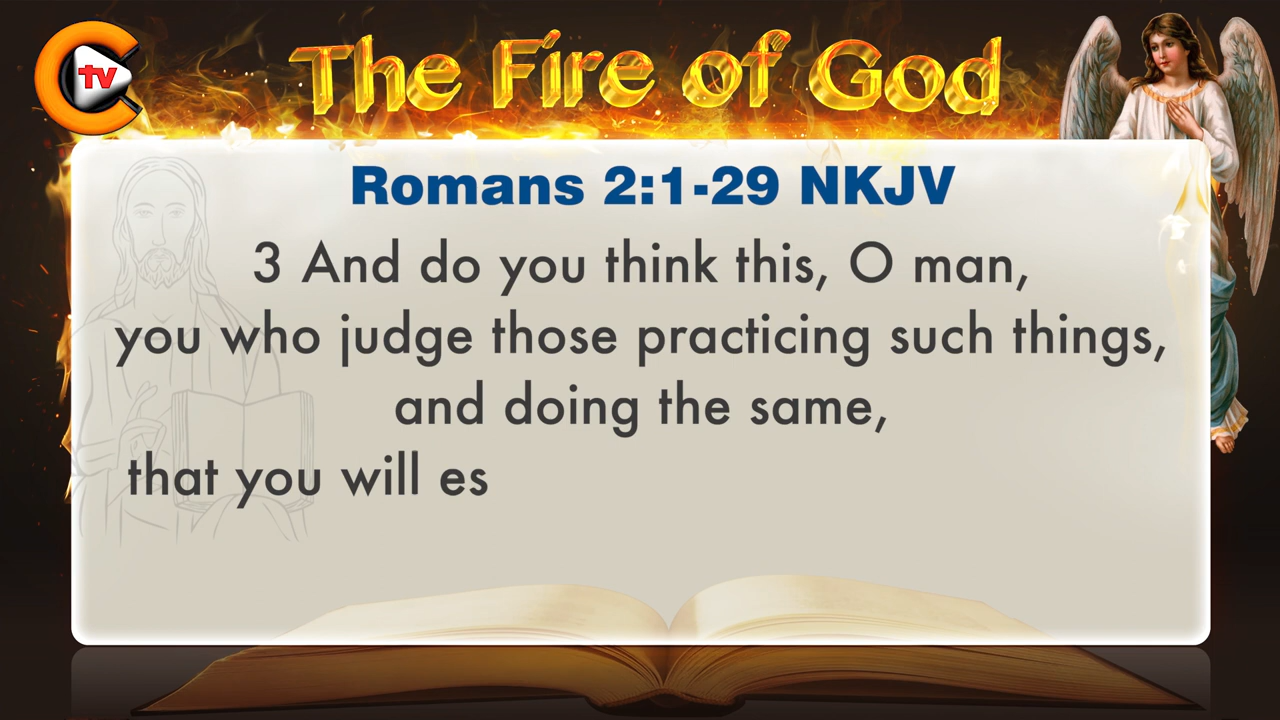 tv
The Fire of God
Romans 2:1-29 NKJV
3 And do you think this, O man,
you who judge those practicing such things,
and doing the same,
that you will es